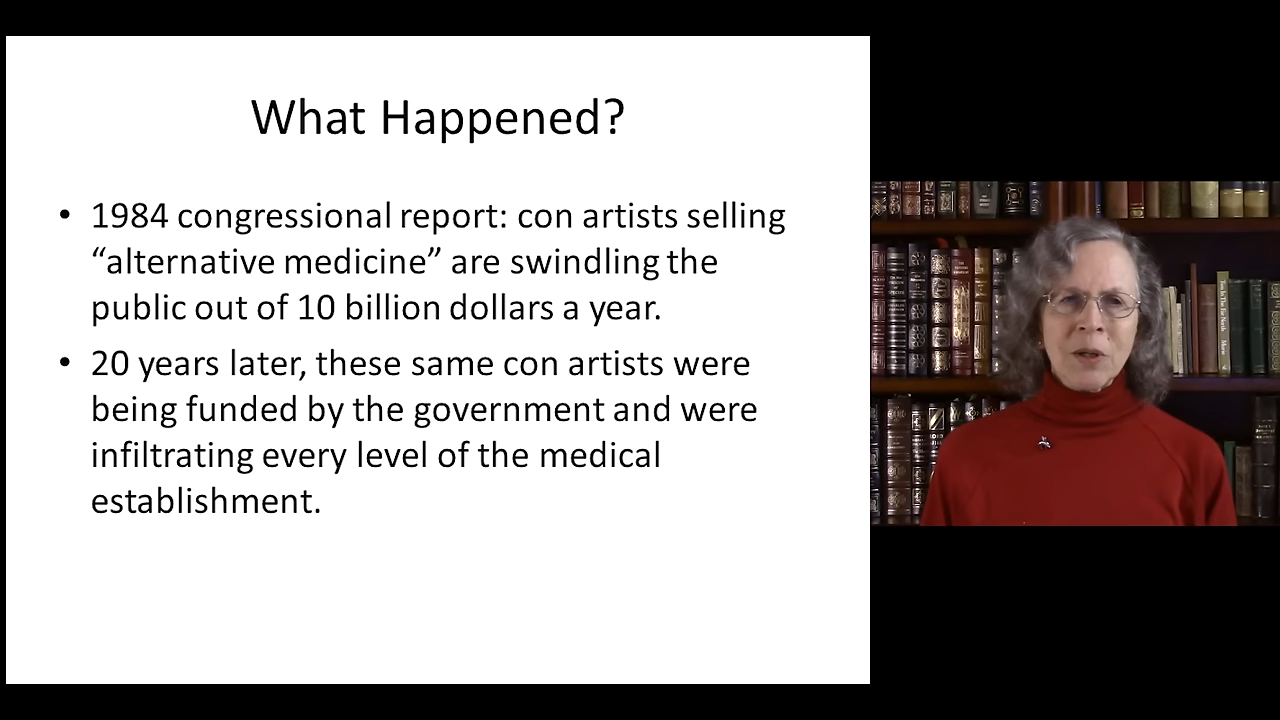 What Happened?
• 1984 congressional report: con artists selling
“alternative medicine” are swindling the
public out of 10 billion dollars a year.
• 20 years later, these same con artists were
being funded by the government and were
infiltrating every level of the medical
establishment.